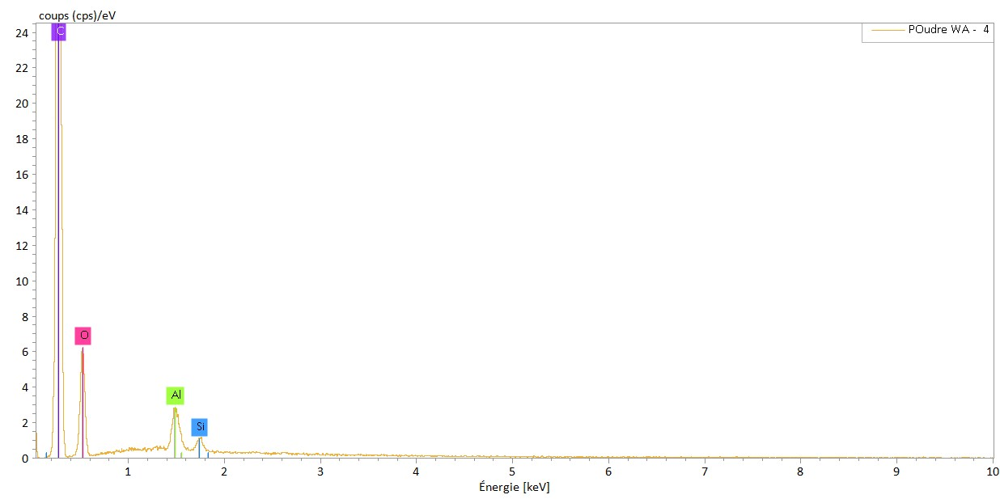 coups (cps)/eV
POudre WA - 4
C
24
22
20
18
16
14
12
10
8
O
6
4
Al
Si
2
0
1 2 3 4 5 6 7 8 9 10
Énergie [keV]